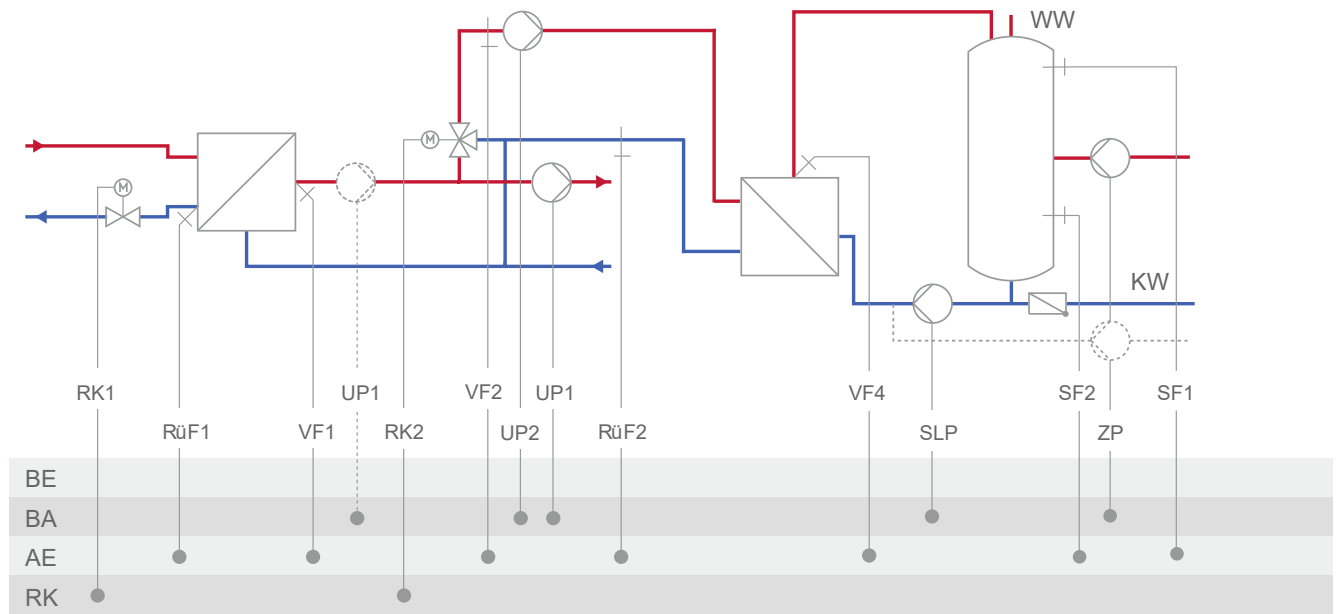 WW
M
M
KW
RK1 UP1 VF2 UP1 VF4 SF2 SF1
RüF1 VF1 RK2 UP2 RüF2 SLP ZP
BE
BA
AE
RK